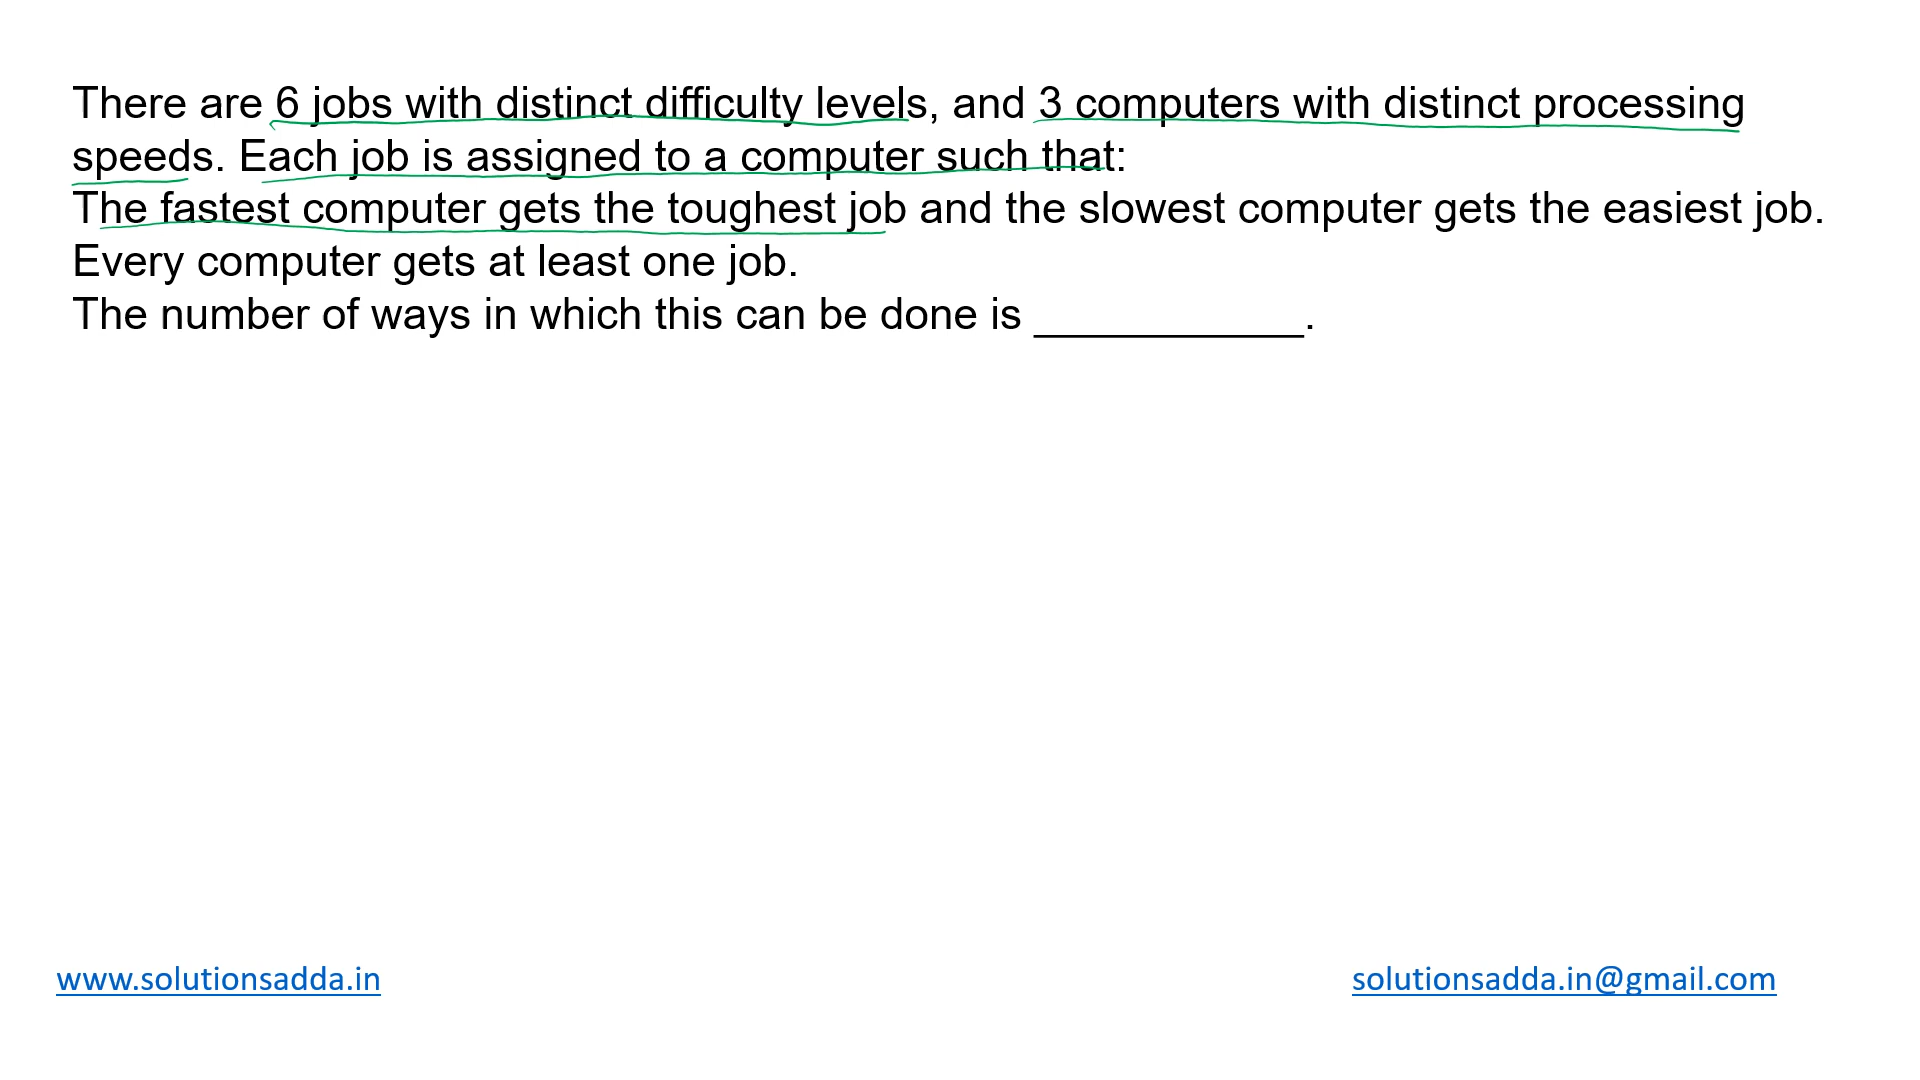 There are 6 jobs with distinct difficulty levels, and 3 computers with distinct processing
speeds. Each job is assigned to a computer such that:
The fastest computer gets the toughest job and the slowest computer gets the easiest job.
Every computer gets at least one job.
The number of ways in which this can be done is ___________.
www.solutionsadda.in
solutionsadda.in@gmail.com